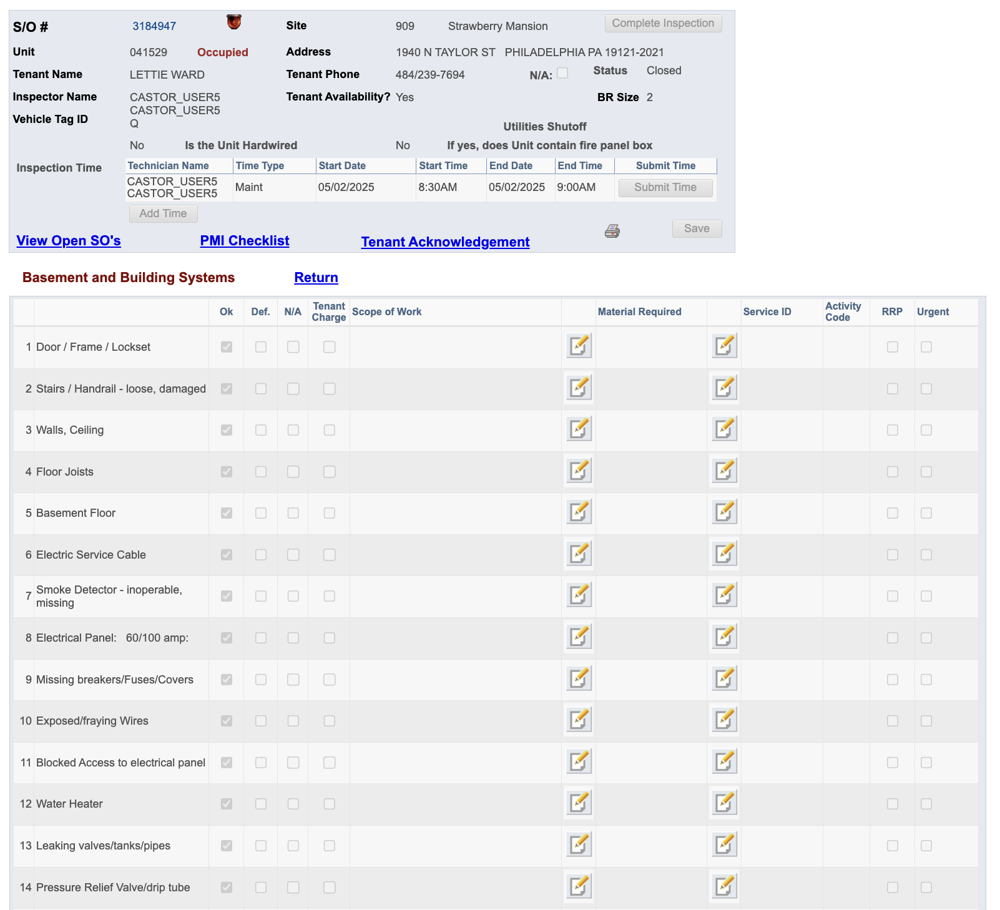 S/O # 3184947 Site 909 Strawberry Mansion Complete Inspection
Unit 041529 Occupied Address 1940 N TAYLOR ST PHILADELPHIA PA 19121-2021
Tenant Name LETTIE WARD Tenant Phone 484/239-7694 N/A: Status Closed
Inspector Name CASTOR_USER5 CASTOR_USER5 Tenant Availability? Yes BR Size 2
Vehicle Tag ID Q
Utilities Shutoff
No Is the Unit Hardwired No If yes, does Unit contain fire panel box
Inspection Time
Technician Name Time Type Start Date Start Time End Date End Time Submit Time
CASTOR_USER5 CASTOR_USER5 Maint 05/02/2025 8:30AM 05/02/2025 9:00AM Submit Time
Add Time
Save
View Open SO's PMI Checklist Tenant Acknowledgement
Basement and Building Systems Return
Ok Def. N/A Tenant Charge Scope of Work Material Required Service ID Activity Code RRP Urgent
1 Door / Frame / Lockset
2 Stairs / Handrail - loose, damaged
3 Walls, Ceiling
4 Floor Joists
5 Basement Floor
6 Electric Service Cable
7 Smoke Detector - inoperable, missing
8 Electrical Panel: 60/100 amp:
9 Missing breakers/Fuses/Covers
10 Exposed/fraying Wires
11 Blocked Access to electrical panel
12 Water Heater
13 Leaking valves/tanks/pipes
14 Pressure Relief Valve/drip tube